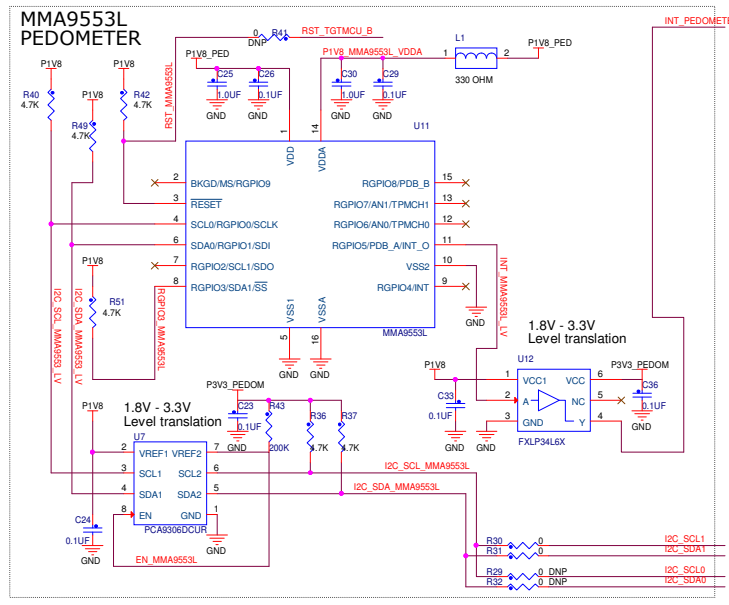 MMA9553L
PEDOMETER
0
DNP
R41
RST_TGTMCU_B
INT_PEDOMETE
L1
1
2
330 OHM
P1V8_PED
P1V8_MMA9553L_VDDA
P1V8_PED
C25
1.0UF
GND
C26
0.1UF
GND
C30
1.0UF
GND
C29
0.1UF
GND
P1V8
R40
4.7K
P1V8
R49
4.7K
P1V8
R42
4.7K
RST_MMA9553L
U11
1
VDD
14
VDDA
2
BKGD/MS/RGPIO9
3
RESET
4
SCL0/RGPIO0/SCLK
6
SDA0/RGPIO1/SDI
7
RGPIO2/SCL1/SDO
8
RGPIO3/SDA1/SS
RGPIO8/PDB_B
15
RGPIO7/AN1/TPMCH1
13
RGPIO6/AN0/TPMCH0
12
RGPIO5/PDB_A/INT_O
11
VSS2
10
RGPIO4/INT
9
VSS1
5
GND
VSSA
16
GND
MMA9553L
GND
INT_MMA9553L_LV
P1V8
R51
4.7K
RGPIO3_MMA9553L
I2C_SCL_MMA9553_LV
I2C_SDA_MMA9553_LV
1.8V - 3.3V
Level translation
U12
P1V8
C33
0.1UF
GND
1
VCC1
2
A
3
GND
GND
VCC
6
NC
5
Y
4
FXLP34L6X
P3V3_PEDOM
C36
0.1UF
GND
P1V8
1.8V - 3.3V
Level translation
U7
2
VREF1
3
SCL1
4
SDA1
8
EN
VREF2
7
SCL2
6
SDA2
5
GND
1
GND
PCA9306DCUR
C24
0.1UF
GND
EN_MMA9553L
P3V3_PEDOM
C23
0.1UF
GND
R43
200K
R36
4.7K
R37
4.7K
I2C_SCL_MMA9553L
I2C_SDA_MMA9553L
R30
0
I2C_SCL1
R31
0
I2C_SDA1
R29
0 DNP
I2C_SCL0
R32
0 DNP
I2C_SDA0